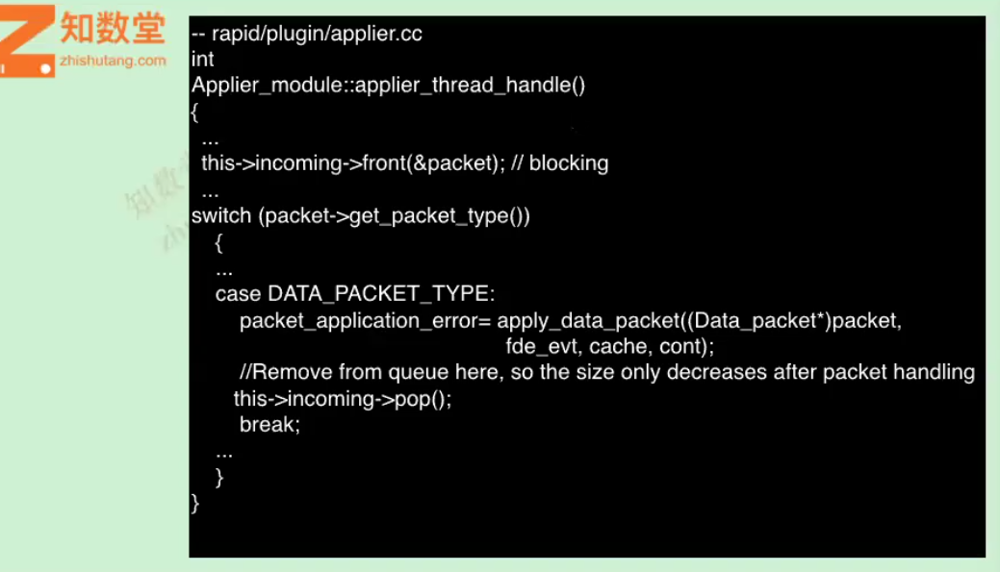 知数堂
zhishutang.com
-- rapid/plugin/applier.cc
int
Applier_module::applier_thread_handle()
{
...
this->incoming->front(&packet); // blocking
...
switch (packet->get_packet_type())
{
...
case DATA_PACKET_TYPE:
packet_application_error= apply_data_packet((Data_packet*)packet,
fde_evt, cache, cont);
//Remove from queue here, so the size only decreases after packet handling
this->incoming->pop();
break;
...
}
}